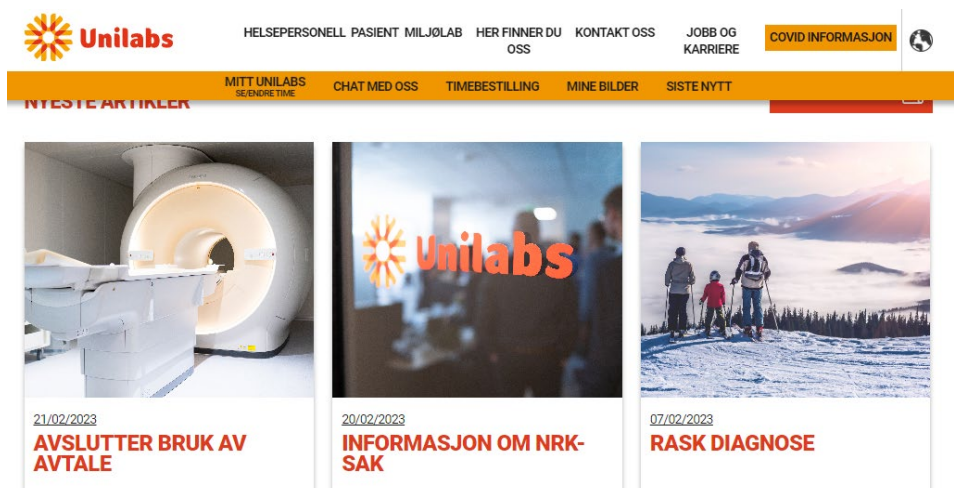 Unilabs
HELSEPERSONELL PASIENT MILJØLAB HER FINNER DU OSS KONTAKT OSS JOBB OG KARRIERE COVID INFORMASJON
MITT UNILABS
SE/ENDRE TIME
CHAT MED OSS TIMEBESTILLING MINE BILDER SISTE NYTT
NYESTE ARTIKLER
Unilabs
21/02/2023
AVSLUTTER BRUK AV
AVTALE
20/02/2023
INFORMASJON OM NRK-
SAK
07/02/2023
RASK DIAGNOSE